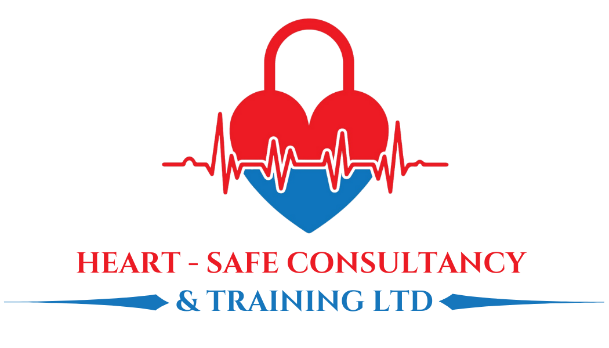 HEART - SAFE CONSULTANCY
& TRAINING LTD